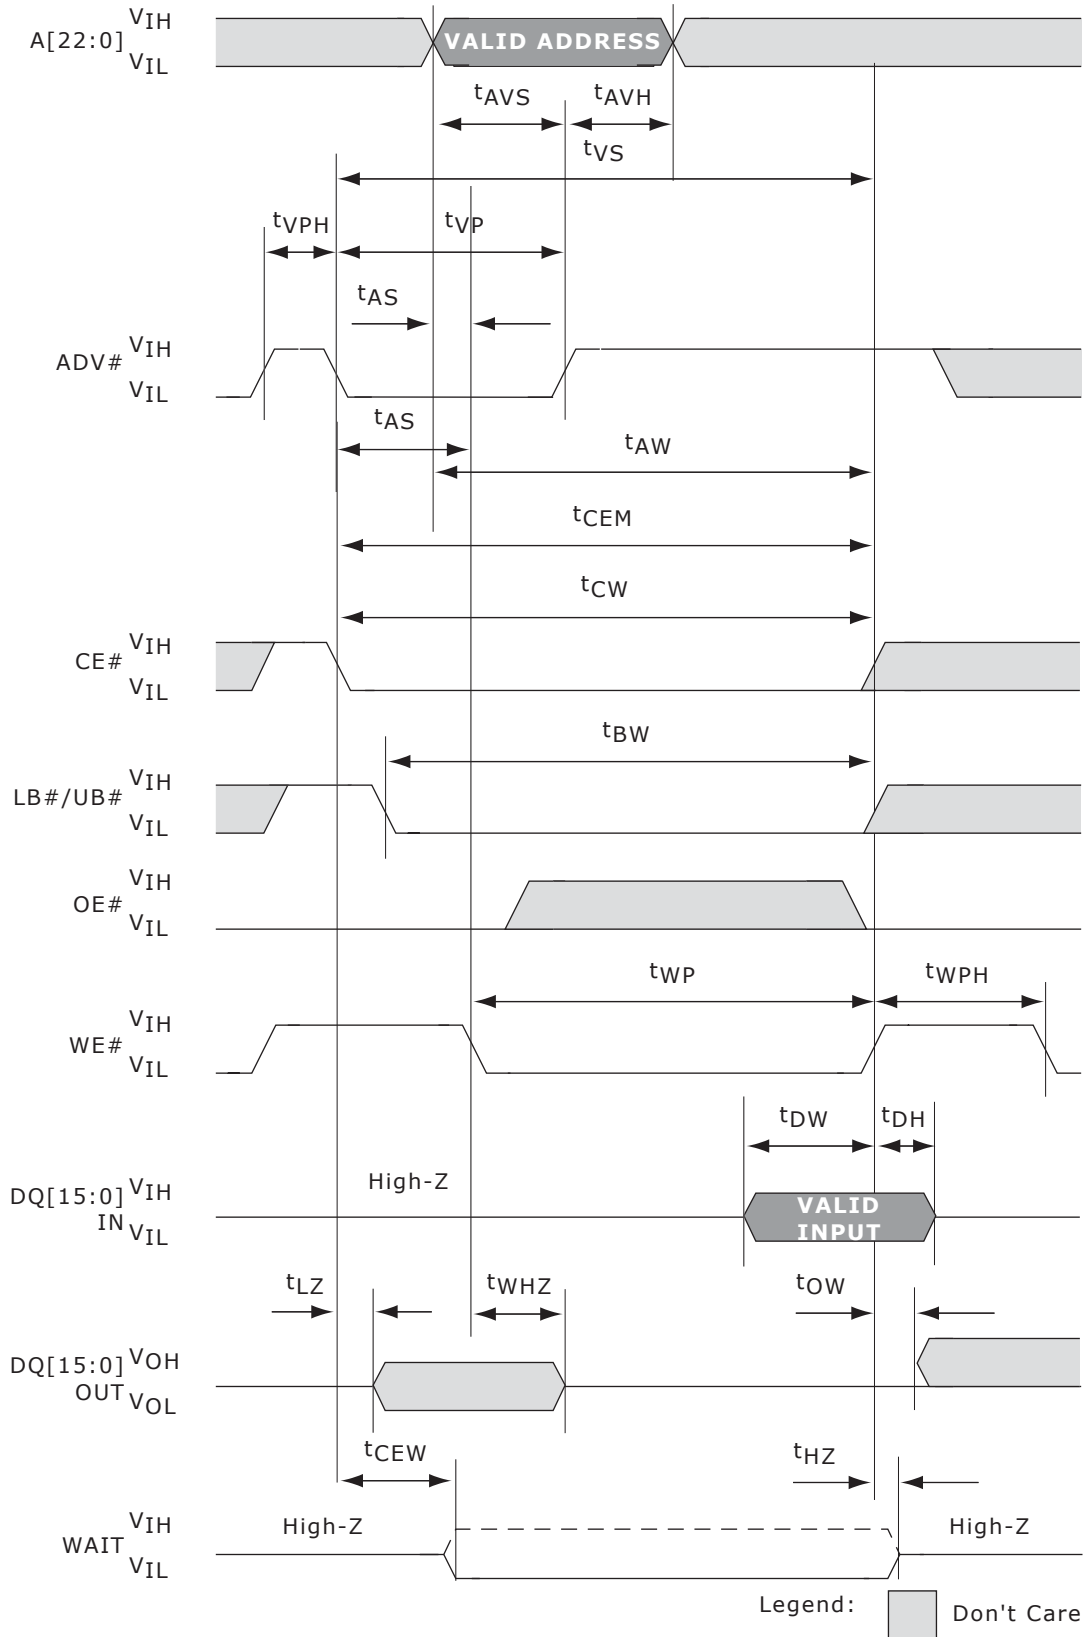 A[22:0] VIH
VIL
VALID ADDRESS
tAVS
tAVH
tVS
tVPH
tVP
tAS
ADV# VIH
VIL
tAS
tAW
tCEM
tCW
CE# VIH
VIL
tBW
LB#/UB# VIH
VIL
OE# VIH
VIL
tWP
tWPH
WE# VIH
VIL
tDW
tDH
High-Z
DQ[15:0] VIH
IN VIL
VALID
INPUT
tLZ
tWHZ
tOW
DQ[15:0] VOH
OUT VOL
tCEW
tHZ
WAIT VIH
VIL
High-Z
High-Z
Legend:
Don't Care